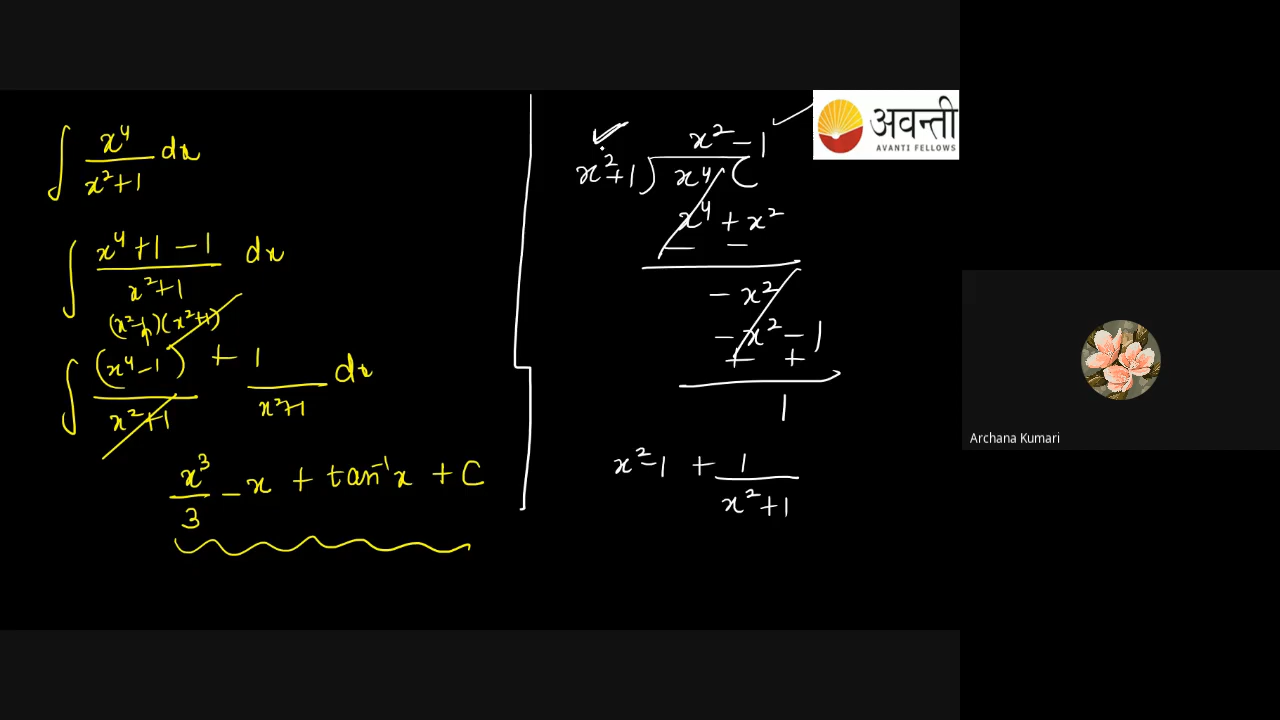 ∫ x⁴/(x²+1) dx
∫ (x⁴+1−1)/(x²+1) dx
(x²−1)(x²+1)
∫ (x⁴−1)/(x²+1) + 1/(x²+1) dx
x³/3 − x + tan⁻¹x + C
x²−1
x²+1) x⁴ (
x⁴ + x²
− −
− x²
− x² − 1
+ +
1
x²−1 + 1/(x²+1)
अवन्ती
AVANTI FELLOWS
Archana Kumari